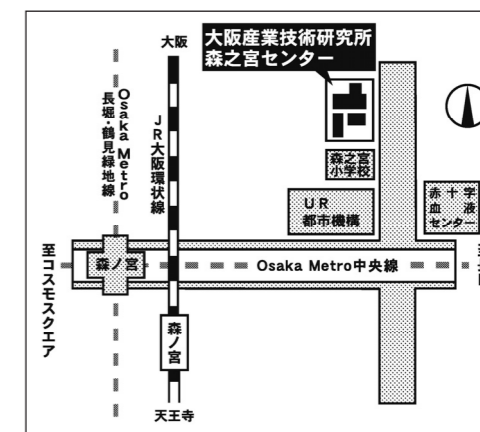 大阪
大阪産業技術研究所
森之宮センター
Osaka Metro
長堀・鶴見緑地線
JR大阪環状線
森之宮
小学校
UR
都市機構
赤十字
血液
センター
至コスモスクエア
森ノ宮
Osaka Metro中央線
至
森ノ宮
天王寺